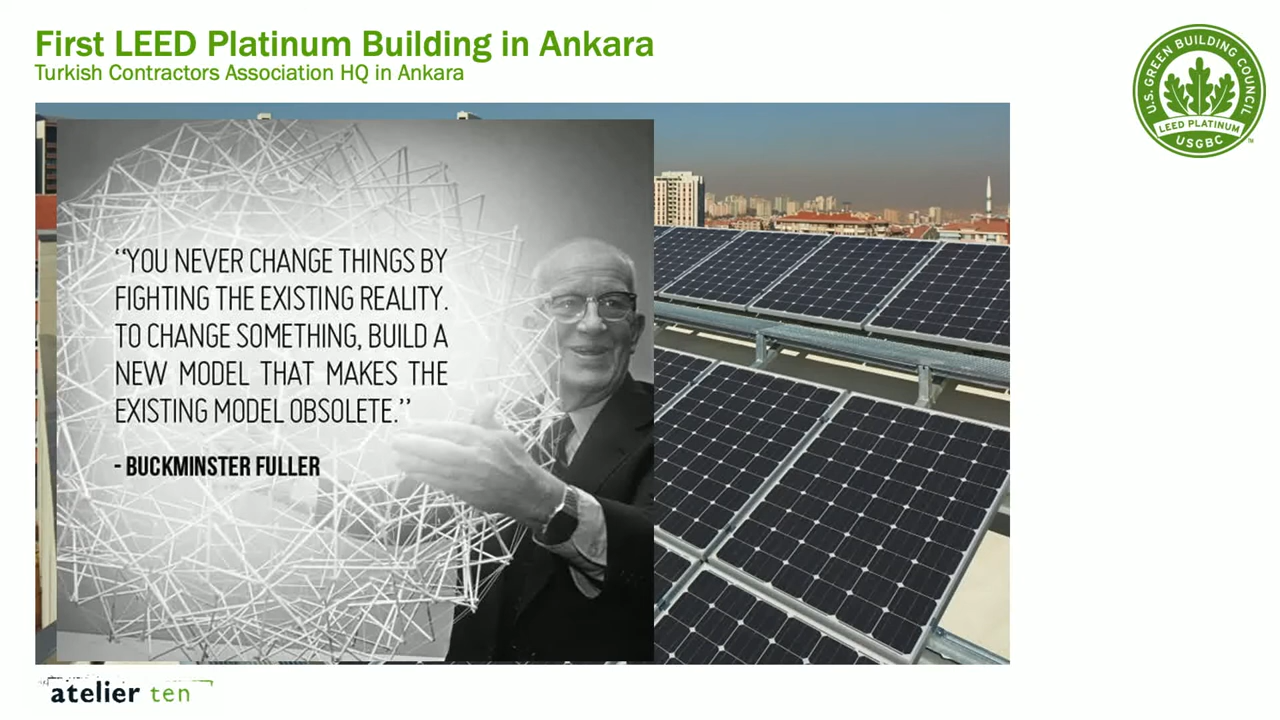 First LEED Platinum Building in Ankara
Turkish Contractors Association HQ in Ankara
U.S. GREEN BUILDING COUNCIL
LEED PLATINUM
USGBC
TM
“YOU NEVER CHANGE THINGS BY
FIGHTING THE EXISTING REALITY.
TO CHANGE SOMETHING, BUILD A
NEW MODEL THAT MAKES THE
EXISTING MODEL OBSOLETE.”
- BUCKMINSTER FULLER
atelier ten